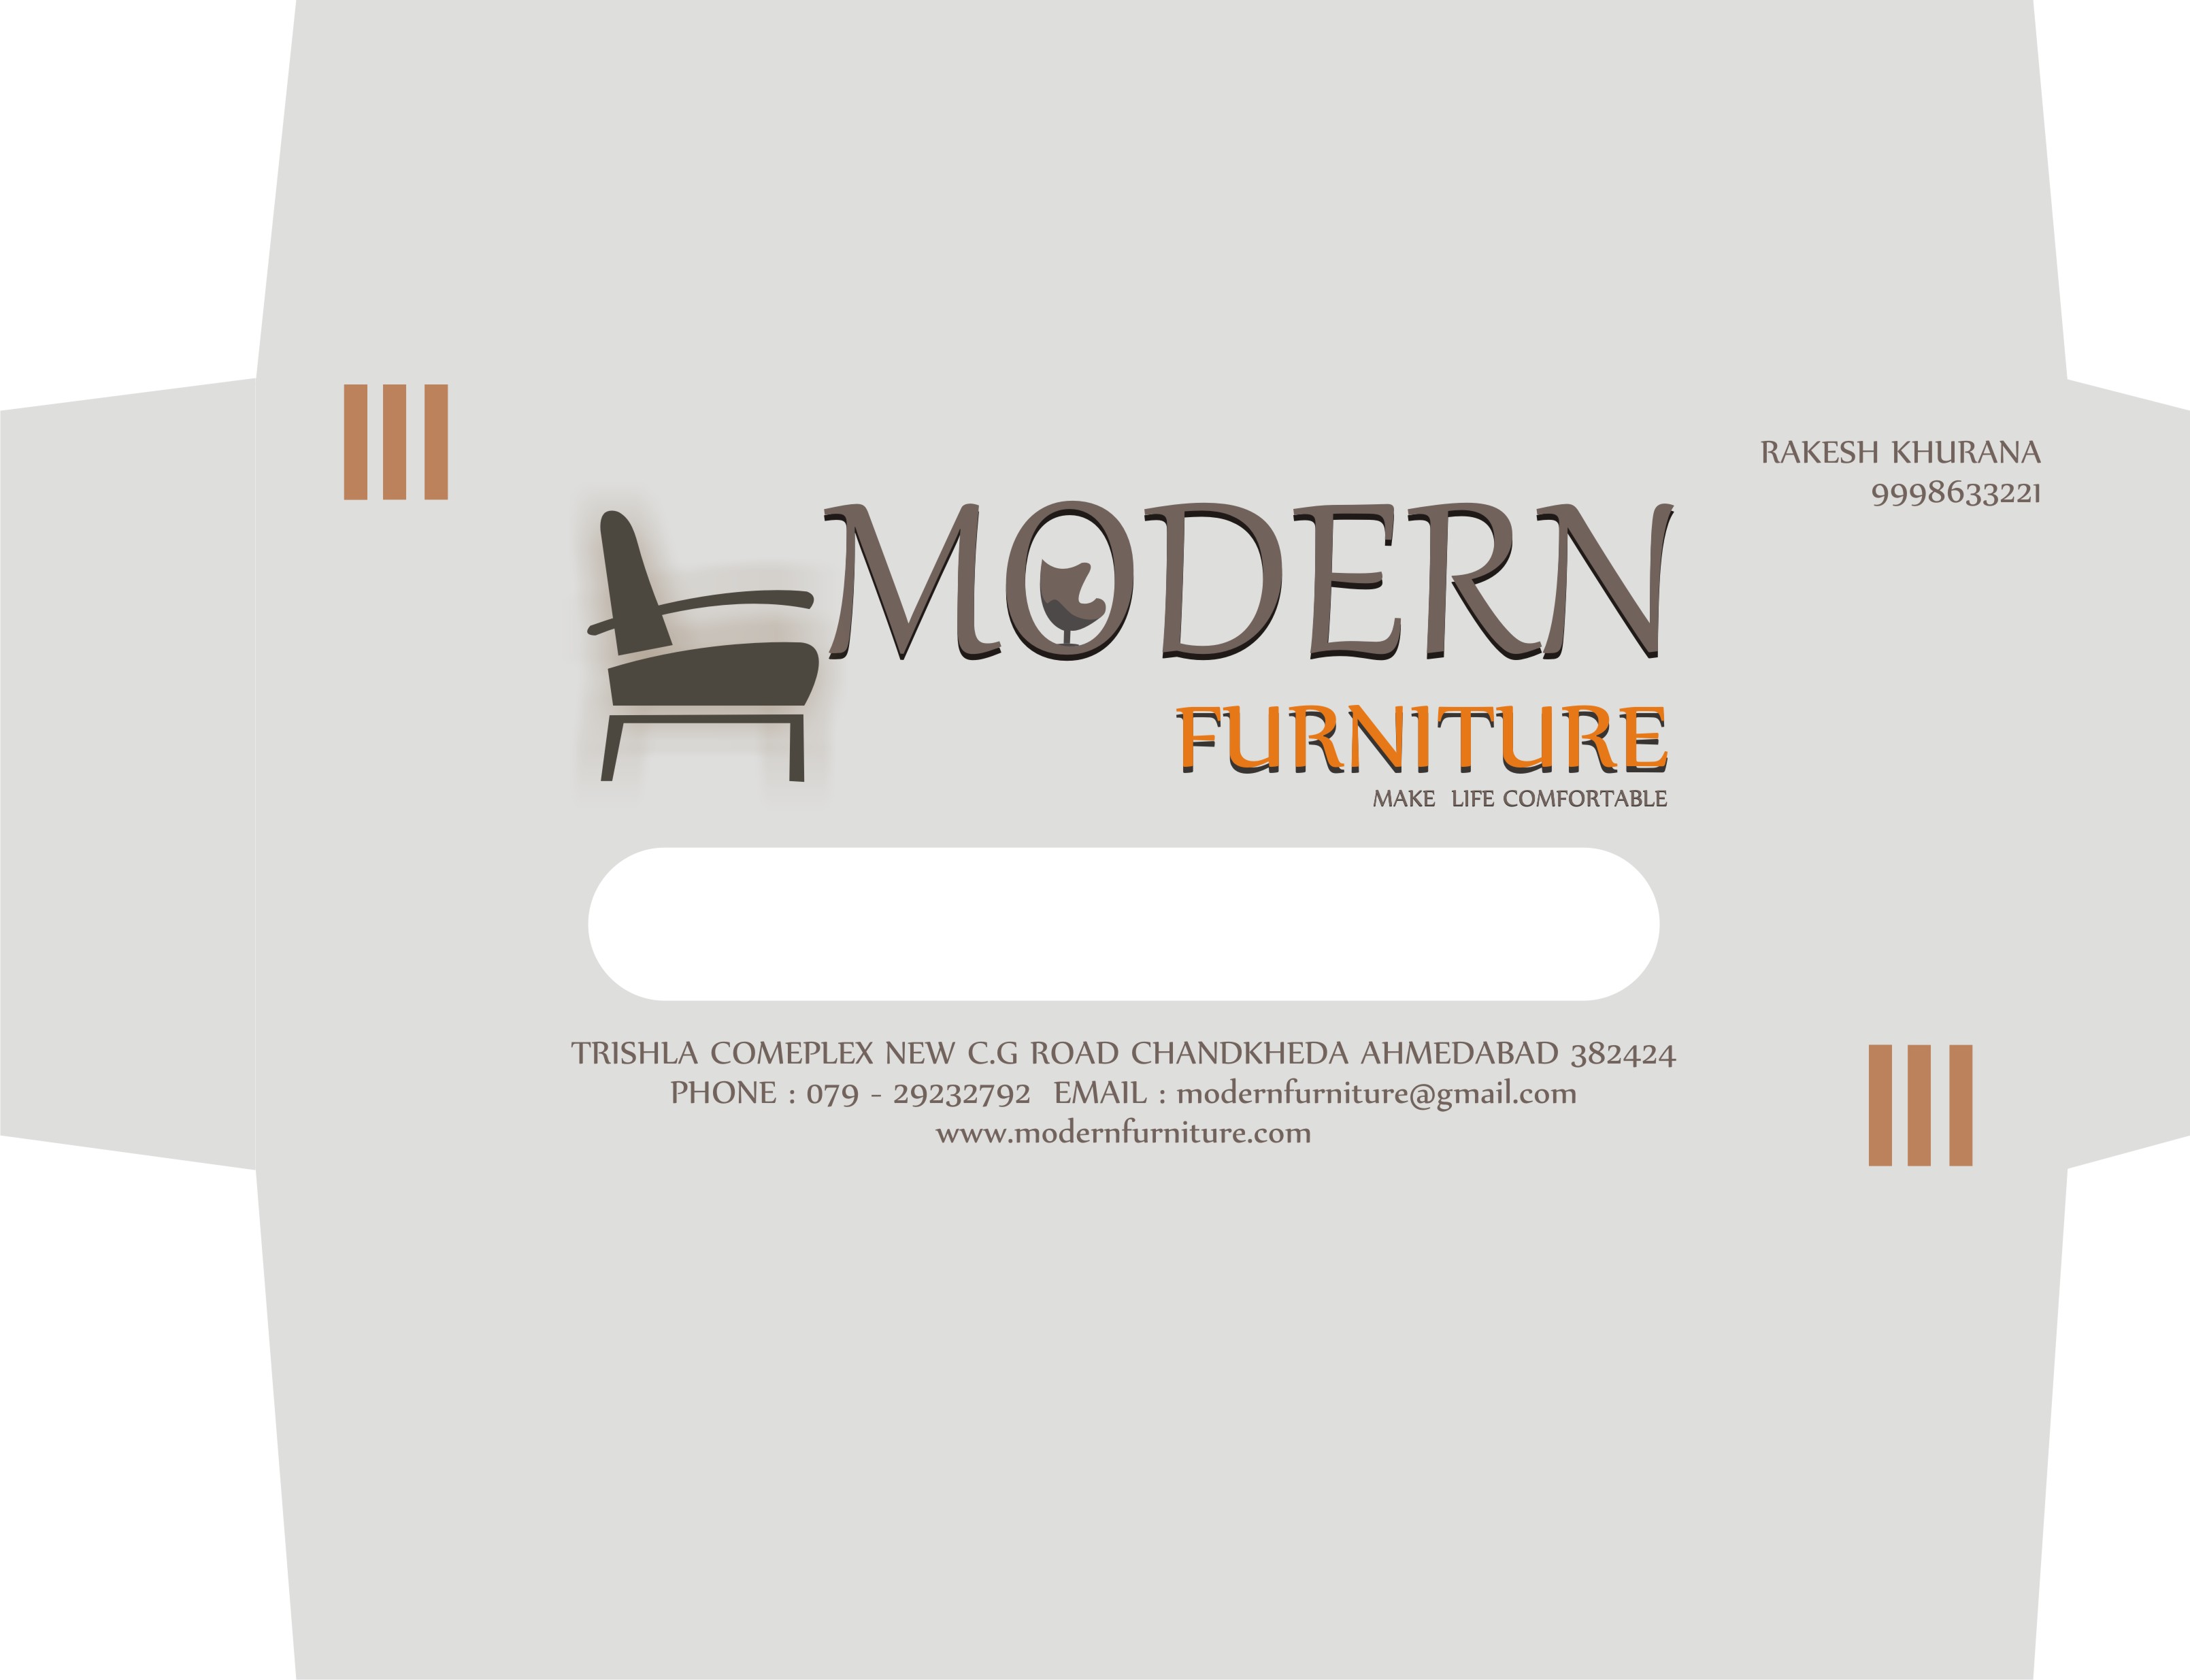 RAKESH KHURANA
9998633221
MODERN
FURNITURE
MAKE LIFE COMFORTABLE
TRISHLA COMEPLEX NEW C.G ROAD CHANDKHEDA AHMEDABAD 382424
PHONE : 079 - 29232792 EMAIL : modernfurniture@gmail.com
www.modernfurniture.com